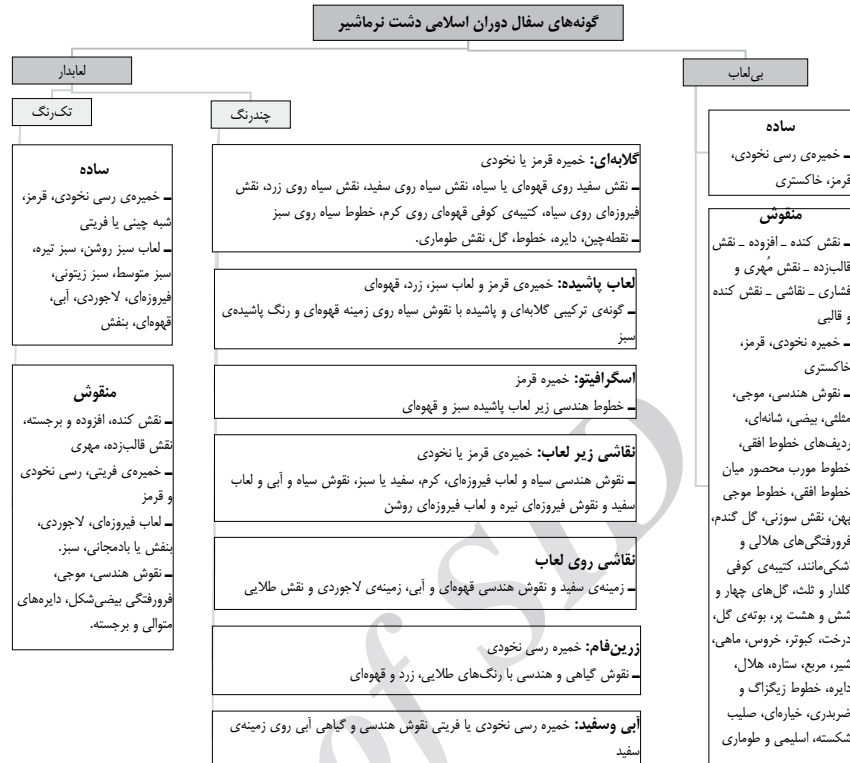 گونه‌های سفال دوران اسلامی دشت نرماشیر
بی‌لعاب
ساده
ـ خمیره‌ی رسی نخودی،
قرمز، خاکستری
منقوش
ـ نقش کنده ـ افزوده ـ نقش
قالب‌زده ـ نقش مُهری و
فشاری ـ نقاشی ـ نقش کنده
و قالبی
ـ خمیره نخودی، قرمز،
خاکستری
ـ نقوش هندسی، موجی،
مثلثی، بیضی، شانه‌ای،
ردیف‌های خطوط افقی،
خطوط مورب محصور میان
خطوط افقی، خطوط موجی
پهن، نقش سوزنی، گل گندم،
فرورفتگی‌های هلالی و
اشکی‌مانند، کتیبه‌ی کوفی
گلدار و ثلث، گل‌های چهار و
شش و هشت پر، بوته‌ی گل،
درخت، کبوتر، خروس، ماهی،
شیر، مربع، ستاره، هلال،
دایره، خطوط زیگزاگ و
ضربدری، خیاره‌ای، صلیب
شکسته، اسلیمی و طوماری
لعابدار
چندرنگ
گلابه‌ای: خمیره قرمز یا نخودی
ـ نقش سفید روی قهوه‌ای یا سیاه، نقش سیاه روی سفید، نقش سیاه روی زرد، نقش
فیروزه‌ای روی سیاه، کتیبه‌ی کوفی قهوه‌ای روی کرم، خطوط سیاه روی سبز
ـ نقطه‌چین، دایره، خطوط، گل، نقش طوماری.
لعاب پاشیده: خمیره‌ی قرمز و لعاب سبز، زرد، قهوه‌ای
ـ گونه‌ی ترکیبی گلابه‌ای و پاشیده با نقوش سیاه روی زمینه قهوه‌ای و رنگ پاشیده‌ی
سبز
اسگرافیتو: خمیره قرمز
ـ خطوط هندسی زیر لعاب پاشیده سبز و قهوه‌ای
نقاشی زیر لعاب: خمیره‌ی قرمز یا نخودی
ـ نقوش هندسی سیاه و لعاب فیروزه‌ای، کرم، سفید یا سبز، نقوش سیاه و آبی و لعاب
سفید و نقوش فیروزه‌ای تیره و لعاب فیروزه‌ای روشن
نقاشی روی لعاب
ـ زمینه‌ی سفید و نقوش هندسی قهوه‌ای و آبی، زمینه‌ی لاجوردی و نقش طلایی
زرین‌فام: خمیره رسی نخودی
ـ نقوش گیاهی و هندسی با رنگ‌های طلایی، زرد و قهوه‌ای
آبی وسفید: خمیره رسی نخودی یا فریتی نقوش هندسی و گیاهی آبی روی زمینه‌ی
سفید
تک‌رنگ
ساده
ـ خمیره‌ی رسی نخودی، قرمز،
شبه چینی یا فریتی
ـ لعاب سبز روشن، سبز تیره،
سبز متوسط، سبز زیتونی،
فیروزه‌ای، لاجوردی، آبی،
قهوه‌ای، بنفش
منقوش
ـ نقش کنده، افزوده و برجسته،
نقش قالب‌زده، مهری
ـ خمیره‌ی فریتی، رسی نخودی
و قرمز
ـ لعاب فیروزه‌ای، لاجوردی،
بنفش یا بادمجانی، سبز.
ـ نقوش هندسی، موجی،
فرورفتگی بیضی‌شکل، دایره‌های
متوالی و برجسته.
of SID